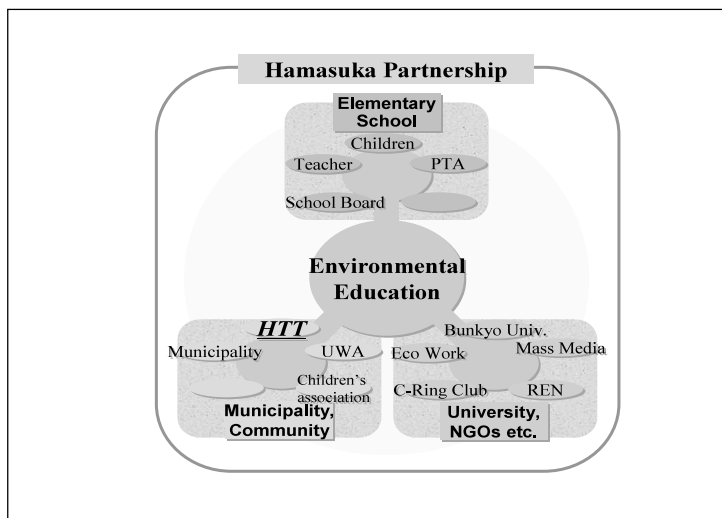 Hamasuka Partnership
Elementary
School
Children
Teacher
PTA
School Board
Environmental
Education
HTT
Municipality
UWA
Children's
association
Municipality,
Community
Bunkyo Univ.
Eco Work
Mass Media
C-Ring Club
REN
University,
NGOs etc.